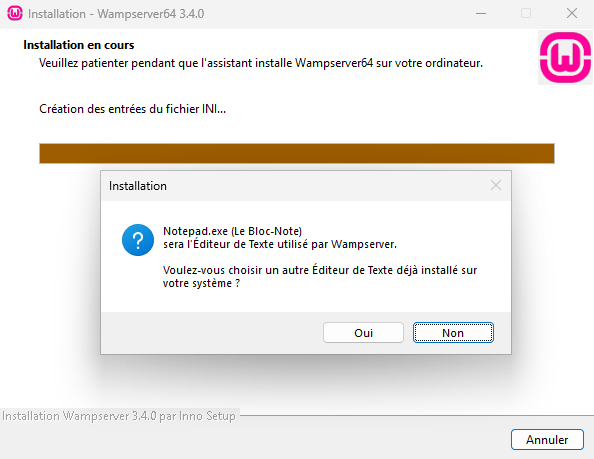 Installation - Wampserver64 3.4.0
Installation en cours
Veuillez patienter pendant que l'assistant installe Wampserver64 sur votre ordinateur.
Création des entrées du fichier INI...
Installation
Notepad.exe (Le Bloc-Note)
sera l'Éditeur de Texte utilisé par Wampserver.
Voulez-vous choisir un autre Éditeur de Texte déjà installé sur
votre système ?
Oui
Non
Installation Wampserver 3.4.0 par Inno Setup
Annuler